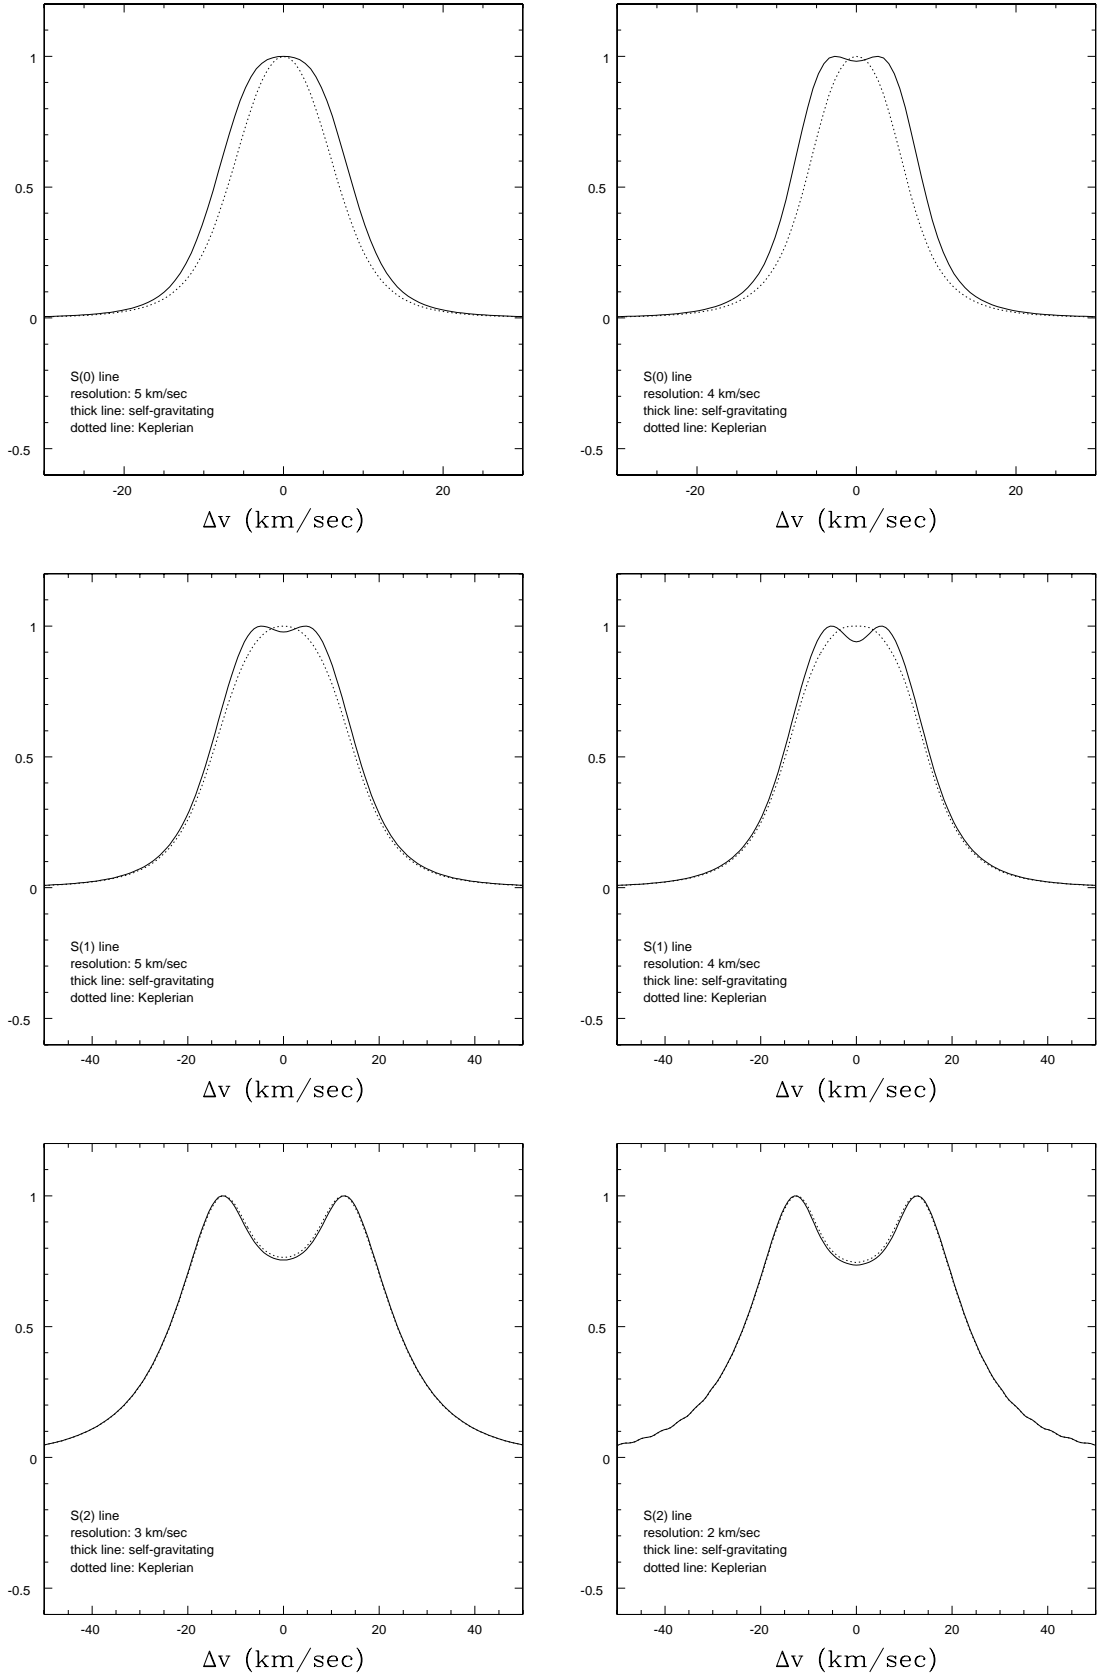 1
0.5
0
-0.5
S(0) line
resolution: 5 km/sec
thick line: self-gravitating
dotted line: Keplerian
-20 0 20
Δv (km/sec)
1
0.5
0
-0.5
S(0) line
resolution: 4 km/sec
thick line: self-gravitating
dotted line: Keplerian
-20 0 20
Δv (km/sec)
1
0.5
0
-0.5
S(1) line
resolution: 5 km/sec
thick line: self-gravitating
dotted line: Keplerian
-40 -20 0 20 40
Δv (km/sec)
1
0.5
0
-0.5
S(1) line
resolution: 4 km/sec
thick line: self-gravitating
dotted line: Keplerian
-40 -20 0 20 40
Δv (km/sec)
1
0.5
0
-0.5
S(2) line
resolution: 3 km/sec
thick line: self-gravitating
dotted line: Keplerian
-40 -20 0 20 40
Δv (km/sec)
1
0.5
0
-0.5
S(2) line
resolution: 2 km/sec
thick line: self-gravitating
dotted line: Keplerian
-40 -20 0 20 40
Δv (km/sec)